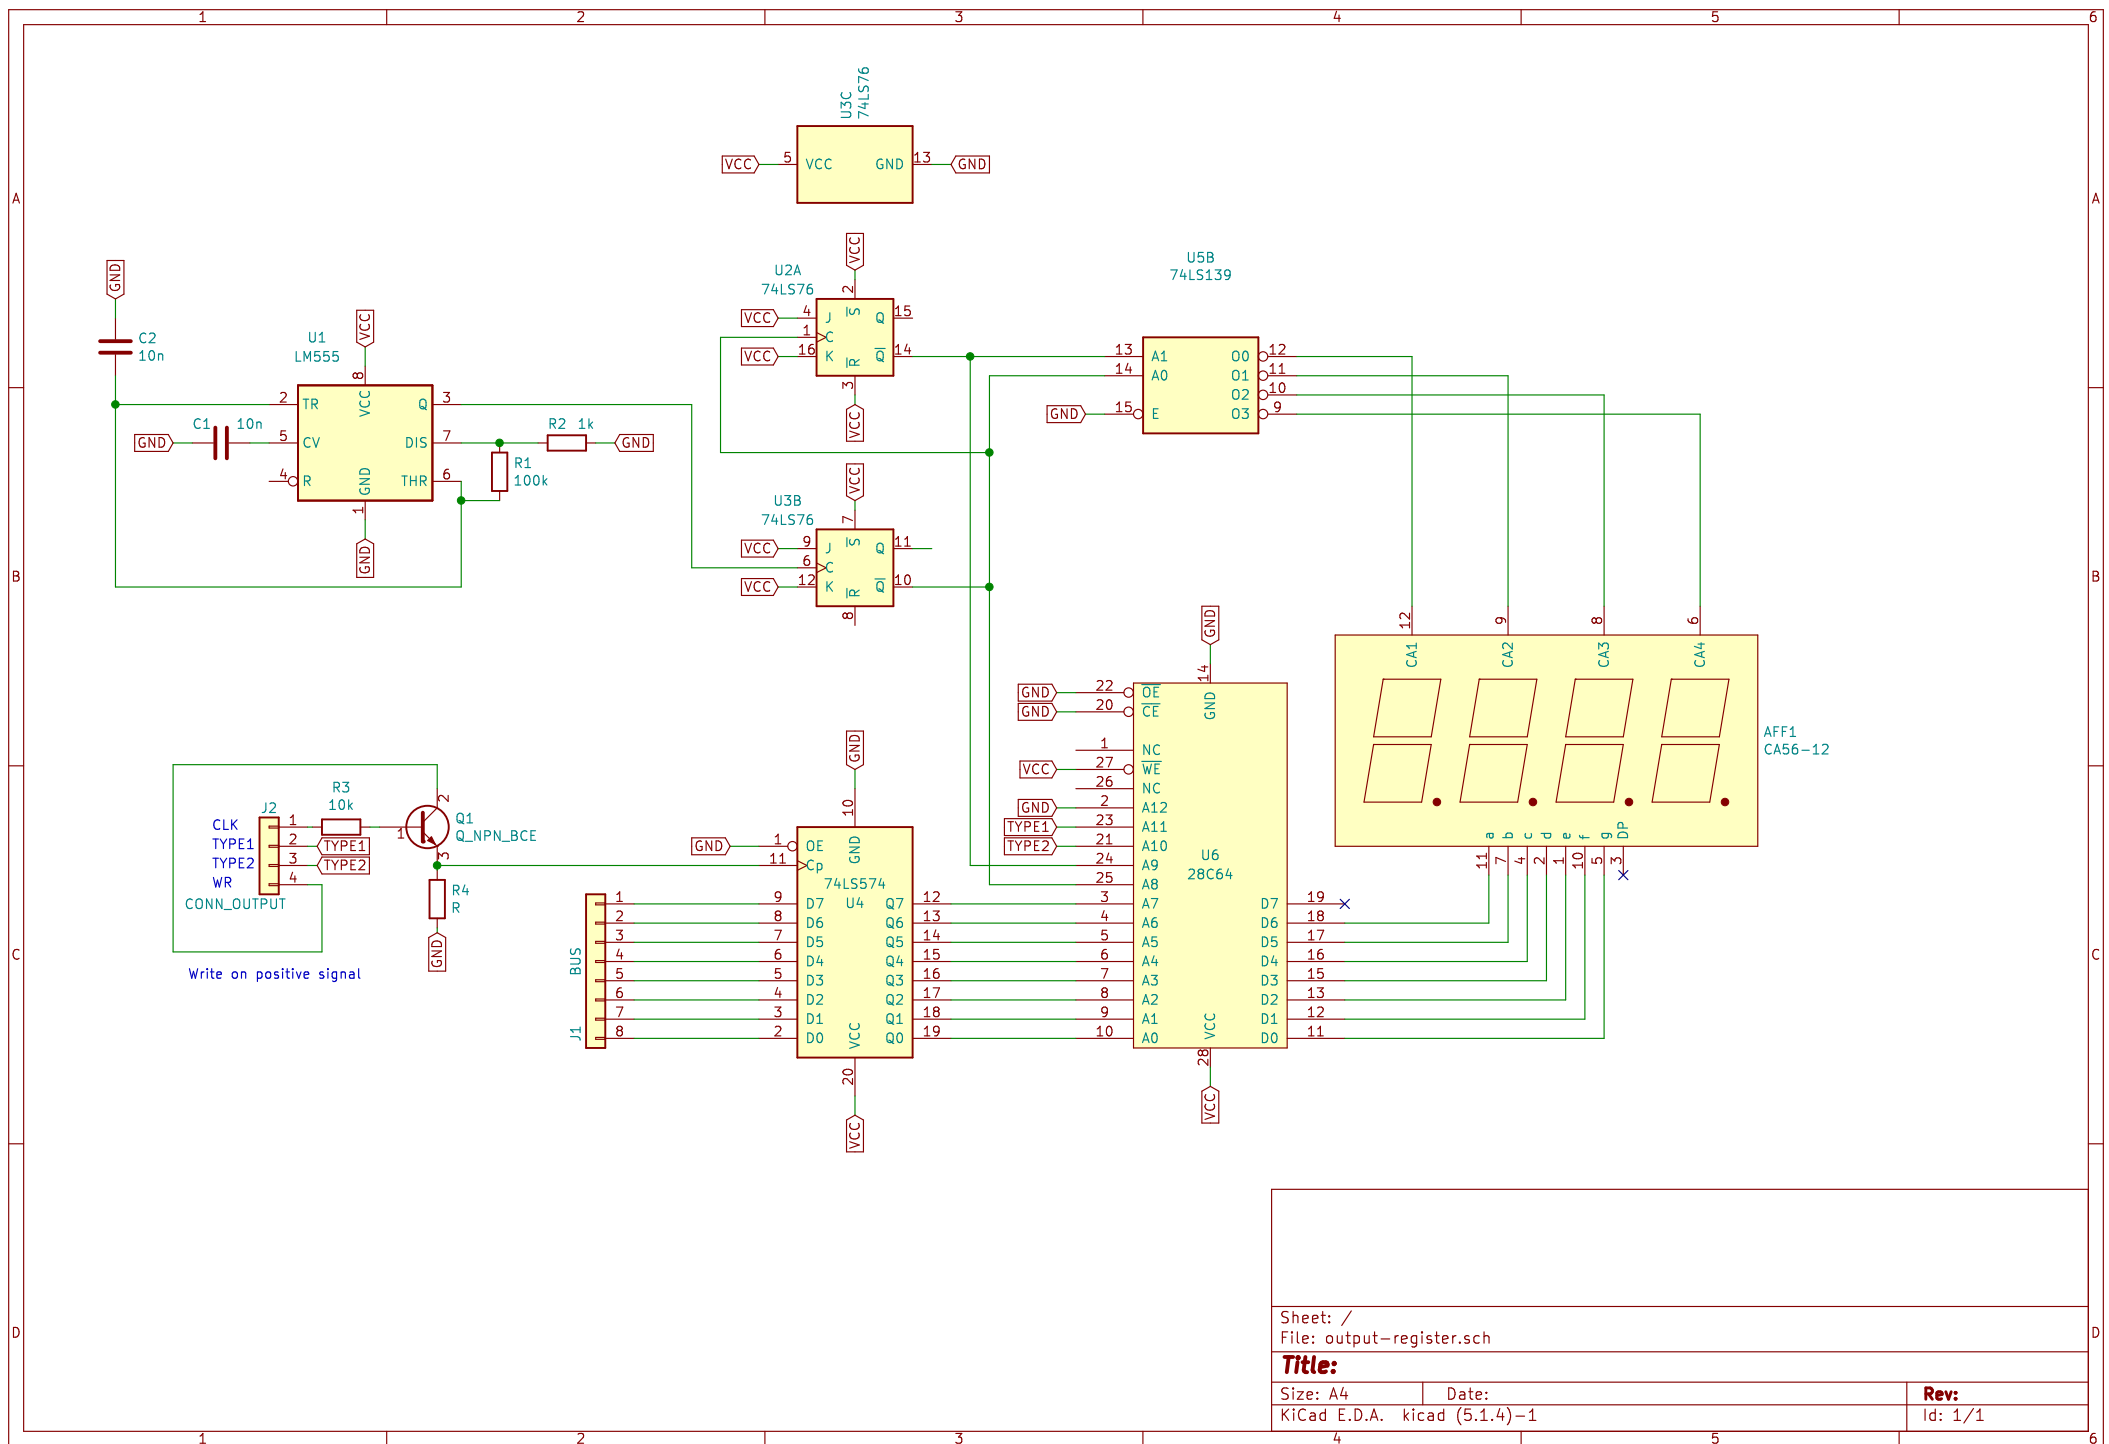 1 2 3 4 5 6
A A
B B
C C
D D
U3C
74LS76
VCC 5 VCC GND 13 GND
VCC
U2A
74LS76
2
VCC 4 J S Q 15
1 C
VCC 16 K R Q 14
3
VCC
U5B
74LS139
13 A1 O0 12
14 A0 O1 11
O2 10
GND 15 E O3 9
GND
C2
10n
U1
LM555
VCC
8
2 TR VCC Q 3
C1 10n
GND 5 CV DIS 7
R2 1k
GND
4 R GND THR 6
R1
100k
1
GND
VCC
U3B
74LS76
7
VCC 9 J S Q 11
6 C
VCC 12 K R Q 10
8
GND
14
GND 22 OE GND
GND 20 CE
1 NC
VCC 27 WE
26 NC
GND 2 A12
TYPE1 23 A11
TYPE2 21 A10
24 A9
25 A8
3 A7 D7 19
4 A6 D6 18
5 A5 D5 17
6 A4 D4 16
7 A3 D3 15
8 A2 D2 13
9 A1 D1 12
10 A0 D0 11
U6
28C64
VCC
28
VCC
12 9 8 6
CA1 CA2 CA3 CA4
AFF1
CA56-12
a b c d e f g DP
11 7 4 2 1 10 5 3
R3
10k
J2
CLK 1
TYPE1 2 TYPE1
TYPE2 3 TYPE2
WR 4
CONN_OUTPUT
1 2 3
Q1
Q_NPN_BCE
R4
R
GND
Write on positive signal
GND
10
GND 1 OE GND
11 Cp
74LS574
U4
BUS
J1
1 9 D7 Q7 12
2 8 D6 Q6 13
3 7 D5 Q5 14
4 6 D4 Q4 15
5 5 D3 Q3 16
6 4 D2 Q2 17
7 3 D1 Q1 18
8 2 D0 Q0 19
VCC
20
VCC
Sheet: /
File: output-register.sch
Title:
Size: A4 Date: Rev:
KiCad E.D.A. kicad (5.1.4)-1 Id: 1/1
1 2 3 4 5 6